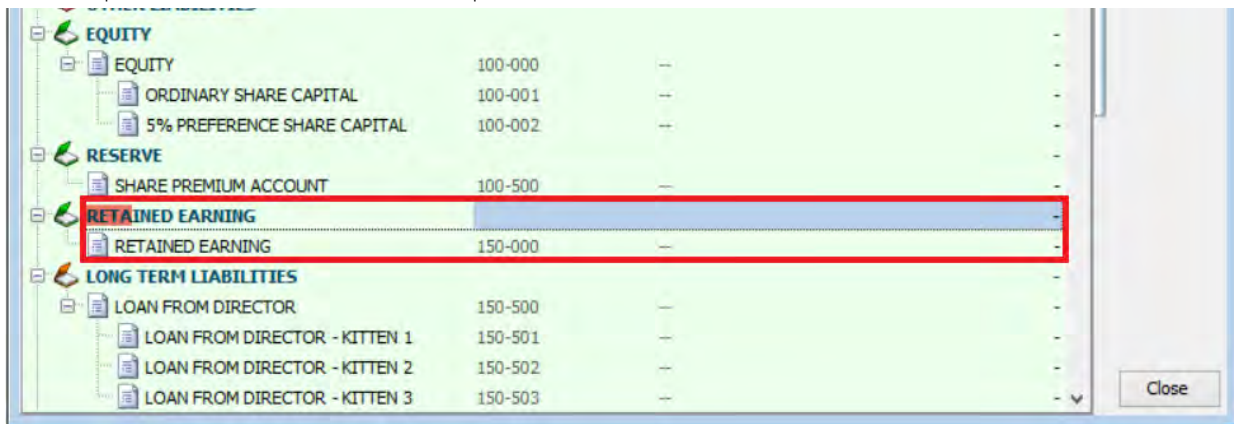 OTHER LIABILITIES
EQUITY -
EQUITY 100-000 -- -
ORDINARY SHARE CAPITAL 100-001 -- -
5% PREFERENCE SHARE CAPITAL 100-002 -- -
RESERVE -
SHARE PREMIUM ACCOUNT 100-500 -- -
RETAINED EARNING -
RETAINED EARNING 150-000 -- -
LONG TERM LIABILITIES -
LOAN FROM DIRECTOR 150-500 -- -
LOAN FROM DIRECTOR - KITTEN 1 150-501 -- -
LOAN FROM DIRECTOR - KITTEN 2 150-502 -- -
LOAN FROM DIRECTOR - KITTEN 3 150-503 -- -
Close